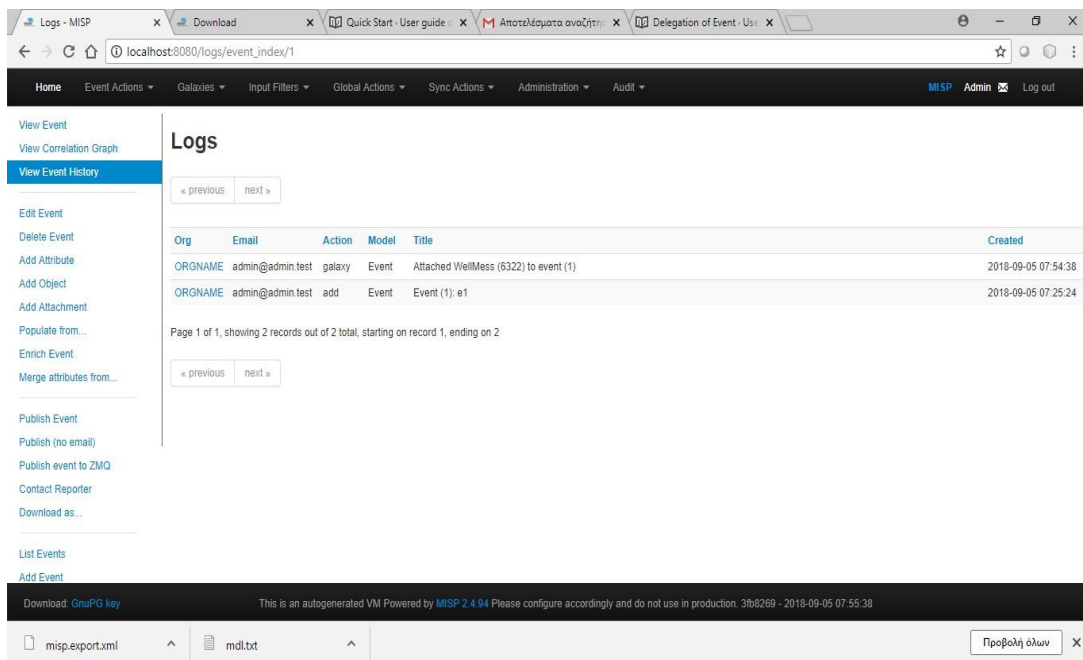 Logs - MISP
Download
Quick Start · User guide o
Αποτελέσματα αναζήτησ
Delegation of Event · Use
localhost:8080/logs/event_index/1
Home Event Actions Galaxies Input Filters Global Actions Sync Actions Administration Audit MISP Admin Log out
View Event
View Correlation Graph
View Event History
Edit Event
Delete Event
Add Attribute
Add Object
Add Attachment
Populate from...
Enrich Event
Merge attributes from...
Publish Event
Publish (no email)
Publish event to ZMQ
Contact Reporter
Download as...
List Events
Add Event
Logs
« previous next »
Org Email Action Model Title Created
ORGNAME admin@admin.test galaxy Event Attached WellMess (6322) to event (1) 2018-09-05 07:54:38
ORGNAME admin@admin.test add Event Event (1): e1 2018-09-05 07:25:24
Page 1 of 1, showing 2 records out of 2 total, starting on record 1, ending on 2
« previous next »
Download: GnuPG key This is an autogenerated VM Powered by MISP 2.4.94 Please configure accordingly and do not use in production. 3fb8269 - 2018-09-05 07:55:38
misp.export.xml mdl.txt Προβολή όλων